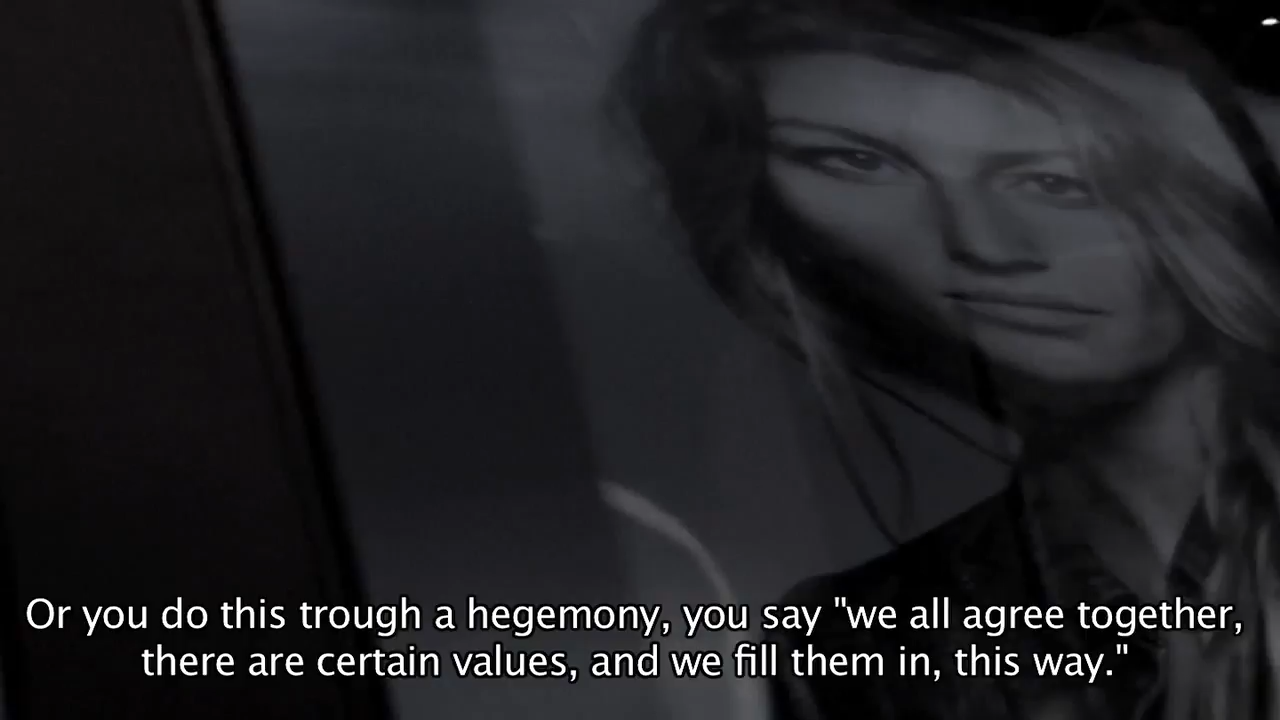 Or you do this trough a hegemony, you say "we all agree together,
there are certain values, and we fill them in, this way."